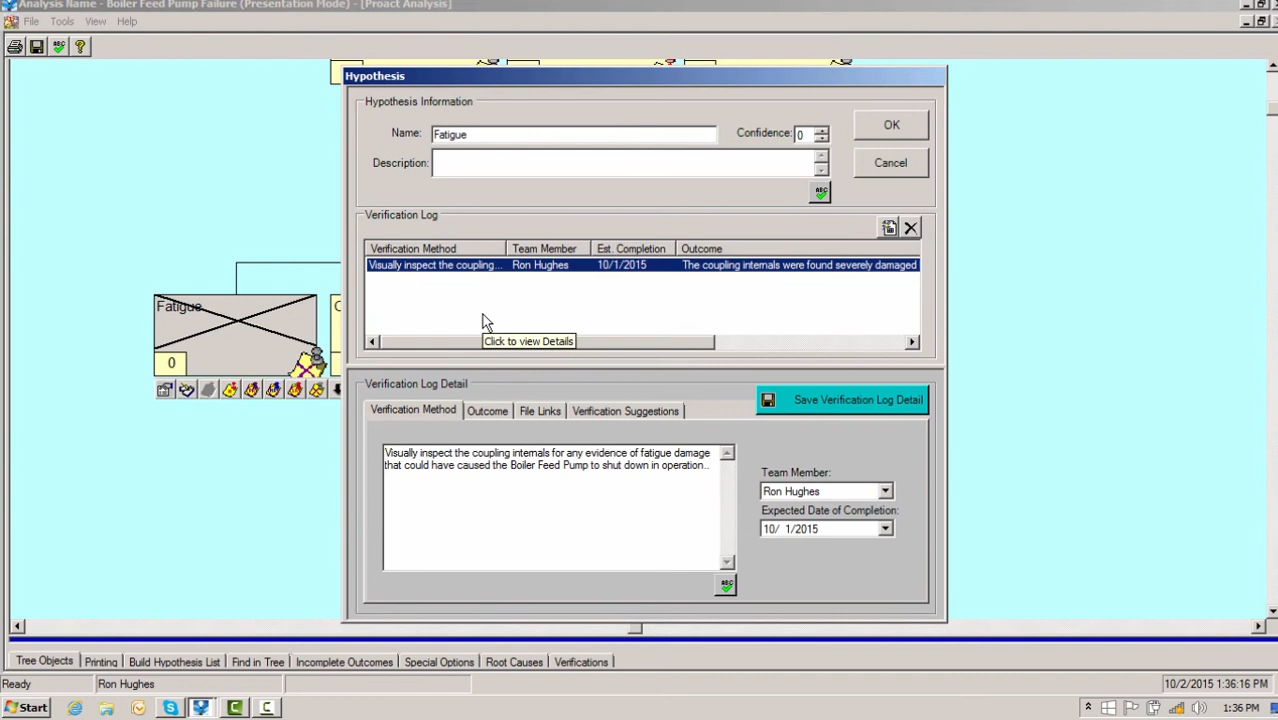 Analysis Name - Boiler Feed Pump Failure (Presentation Mode) - [Proact Analysis]
File Tools View Help
Hypothesis
Hypothesis Information
Name: Fatigue Confidence: 0 OK
Description: Cancel
ABC
Verification Log
Verification Method Team Member Est. Completion Outcome
Visually inspect the coupling... Ron Hughes 10/1/2015 The coupling internals were found severely damaged
Fatigue
0
Click to view Details
Verification Log Detail
Save Verification Log Detail
Verification Method Outcome File Links Verification Suggestions
Visually inspect the coupling internals for any evidence of fatigue damage
that could have caused the Boiler Feed Pump to shut down in operation..
Team Member:
Ron Hughes
Expected Date of Completion:
10/ 1/2015
ABC
Tree Objects Printing Build Hypothesis List Find in Tree Incomplete Outcomes Special Options Root Causes Verifications
Ready Ron Hughes 10/2/2015 1:36:16 PM
Start 1:36 PM